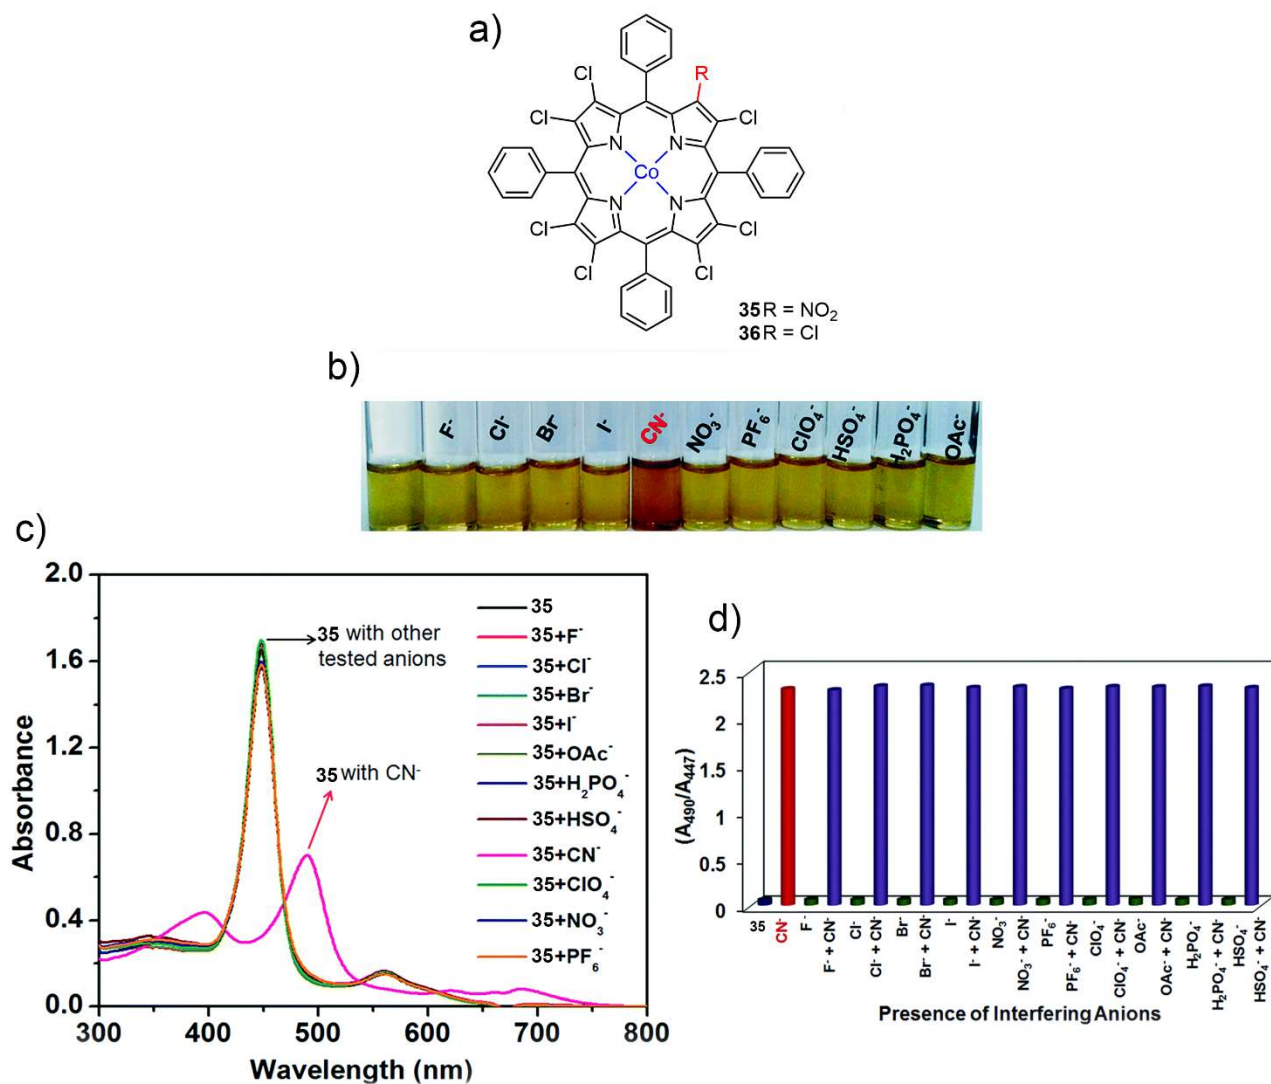 a)
R
Cl
Cl
Cl
Cl
Cl
Cl
Cl
N
N
N
N
Co
35 R = NO₂
36 R = Cl
b)
F⁻
Cl⁻
Br⁻
I⁻
CN⁻
NO₃⁻
PF₆⁻
ClO₄⁻
HSO₄⁻
H₂PO₄⁻
OAc⁻
c)
2.0
1.6
1.2
0.8
0.4
0.0
Absorbance
300
400
500
600
700
800
Wavelength (nm)
35 with other
tested anions
35 with CN⁻
35
35+F⁻
35+Cl⁻
35+Br⁻
35+I⁻
35+OAc⁻
35+H₂PO₄⁻
35+HSO₄⁻
35+CN⁻
35+ClO₄⁻
35+NO₃⁻
35+PF₆⁻
d)
(A₄₉₀/A₄₄₇)
2.5
2
1.5
1
0.5
0
35
CN⁻
F⁻
F⁻ + CN⁻
Cl⁻
Cl⁻ + CN⁻
Br⁻
Br⁻ + CN⁻
I⁻
I⁻ + CN⁻
NO₃⁻
NO₃⁻ + CN⁻
PF₆⁻
PF₆⁻ + CN⁻
ClO₄⁻
ClO₄⁻ + CN⁻
OAc⁻
OAc⁻ + CN⁻
H₂PO₄⁻
H₂PO₄⁻ + CN⁻
HSO₄⁻
HSO₄⁻ + CN⁻
Presence of Interfering Anions